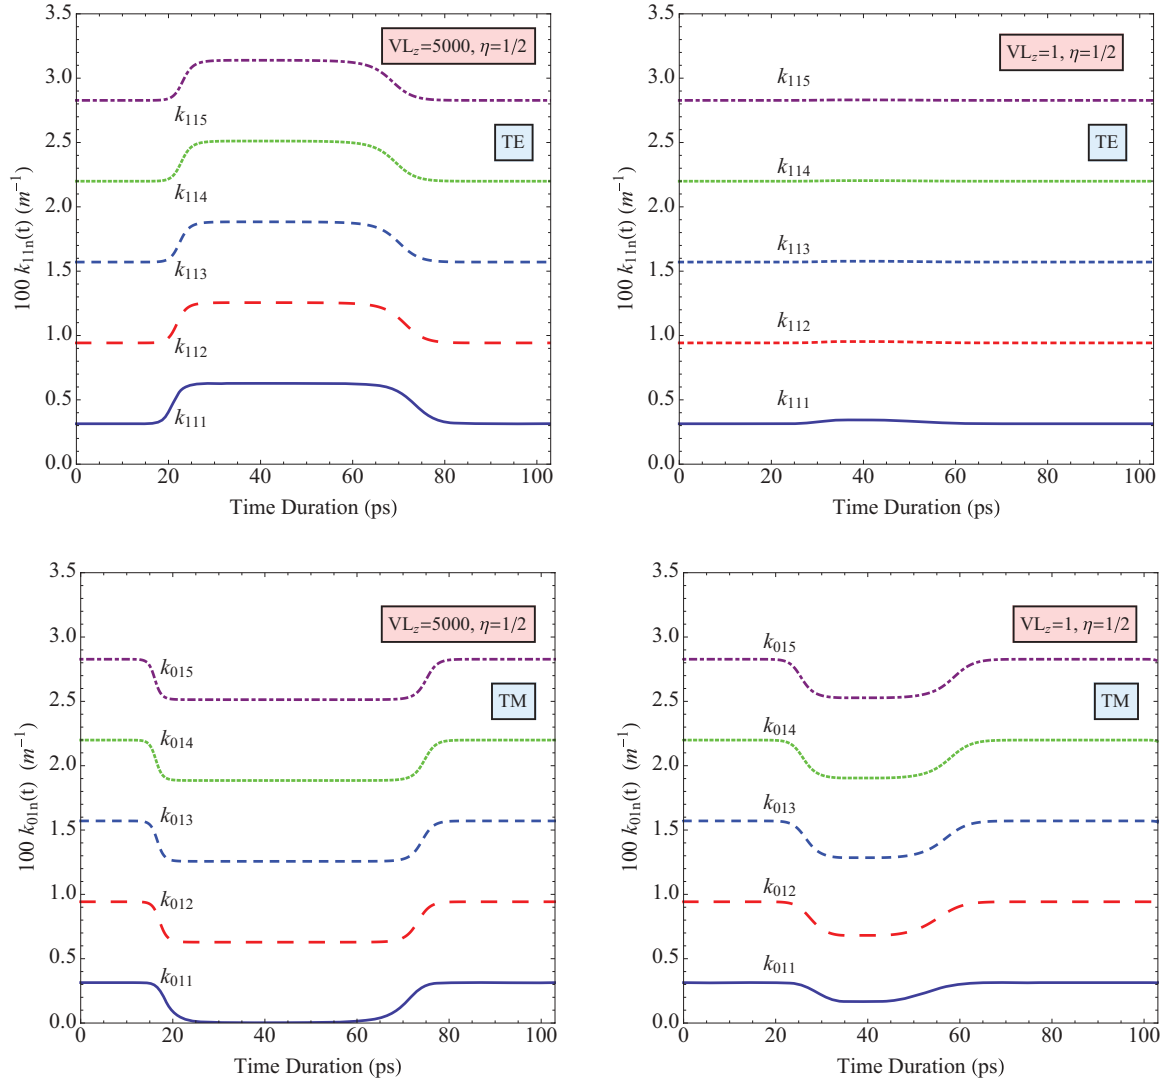 3.5
3.0
2.5
2.0
1.5
1.0
0.5
0.0
100 k₁₁ₙ(t) (m⁻¹)
VL_z=5000, η=1/2
TE
k₁₁₅
k₁₁₄
k₁₁₃
k₁₁₂
k₁₁₁
0 20 40 60 80 100
Time Duration (ps)
3.5
3.0
2.5
2.0
1.5
1.0
0.5
0.0
100 k₁₁ₙ(t) (m⁻¹)
VL_z=1, η=1/2
k₁₁₅
TE
k₁₁₄
k₁₁₃
k₁₁₂
k₁₁₁
0 20 40 60 80 100
Time Duration (ps)
3.5
3.0
2.5
2.0
1.5
1.0
0.5
0.0
100 k₀₁ₙ(t) (m⁻¹)
VL_z=5000, η=1/2
k₀₁₅
TM
k₀₁₄
k₀₁₃
k₀₁₂
k₀₁₁
0 20 40 60 80 100
Time Duration (ps)
3.5
3.0
2.5
2.0
1.5
1.0
0.5
0.0
100 k₀₁ₙ(t) (m⁻¹)
VL_z=1, η=1/2
k₀₁₅
TM
k₀₁₄
k₀₁₃
k₀₁₂
k₀₁₁
0 20 40 60 80 100
Time Duration (ps)